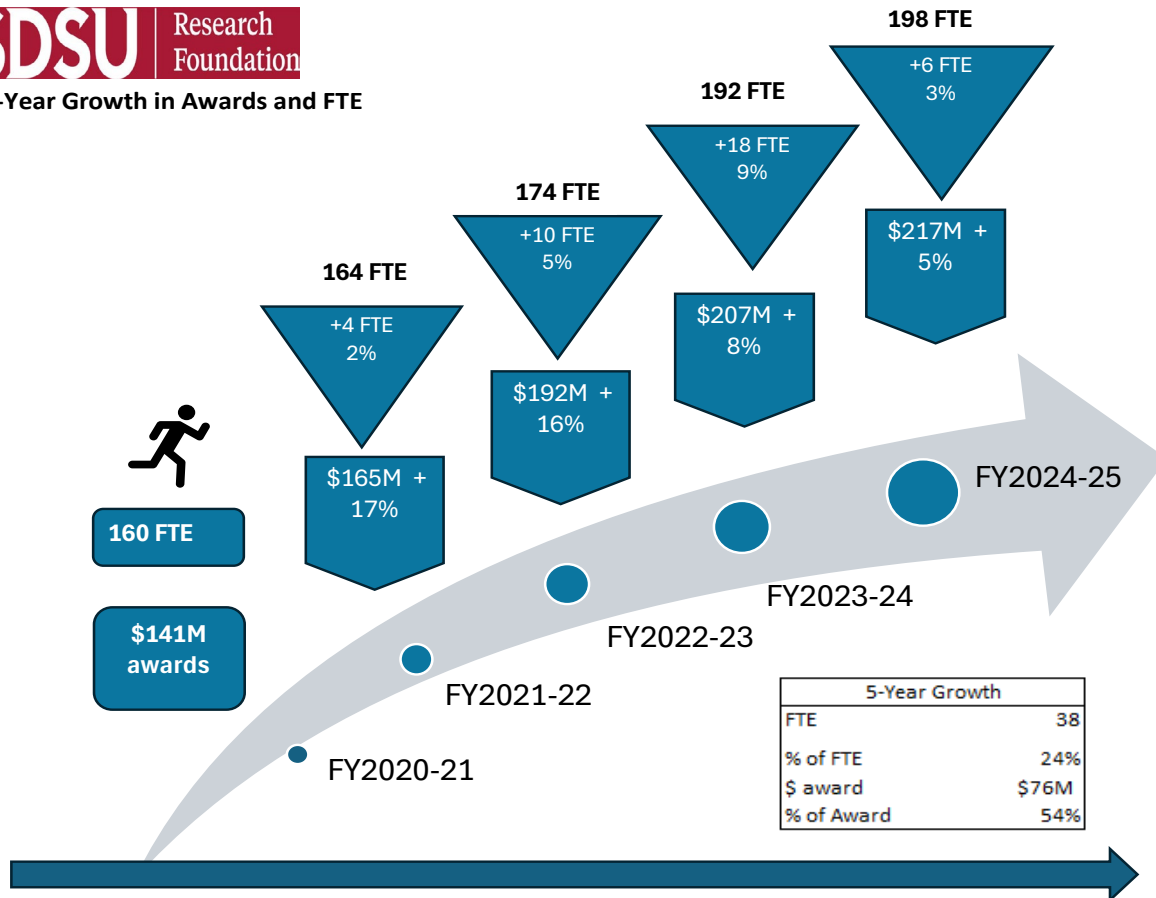 SDSU
Research
Foundation
-Year Growth in Awards and FTE
198 FTE
+6 FTE
3%
$217M +
5%
192 FTE
+18 FTE
9%
$207M +
8%
174 FTE
+10 FTE
5%
$192M +
16%
164 FTE
+4 FTE
2%
$165M +
17%
160 FTE
$141M
awards
FY2020-21
FY2021-22
FY2022-23
FY2023-24
FY2024-25
5-Year Growth
FTE 38
% of FTE 24%
$ award $76M
% of Award 54%